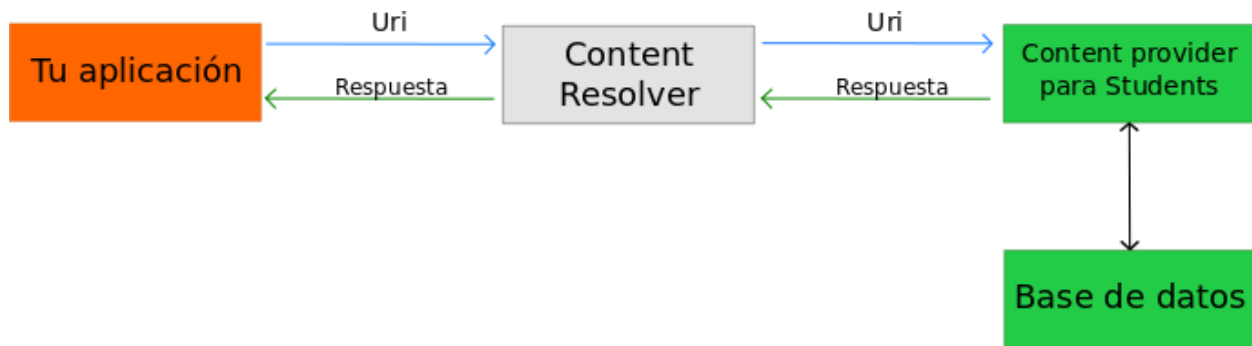 Uri
Uri
Tu aplicación
Content
Resolver
Content provider
para Students
Respuesta
Respuesta
Base de datos